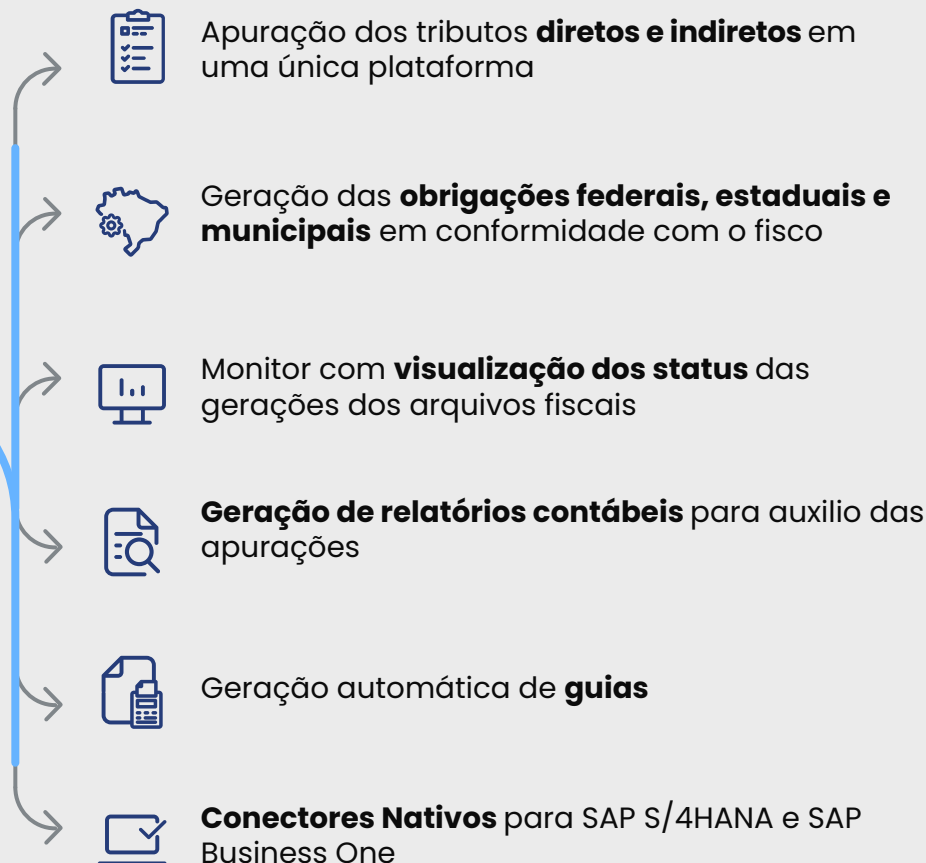 Apuração dos tributos diretos e indiretos em
uma única plataforma
Geração das obrigações federais, estaduais e
municipais em conformidade com o fisco
Monitor com visualização dos status das
gerações dos arquivos fiscais
Geração de relatórios contábeis para auxilio das
apurações
Geração automática de guias
Conectores Nativos para SAP S/4HANA e SAP
Business One